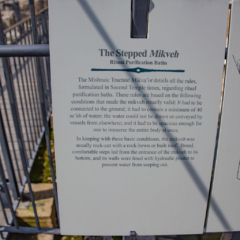 The Stepped Mikveh
Ritual Purification Baths
The Mishnaic Tractate Mikva'ot details all the rules,
formulated in Second Temple times, regarding ritual
purification baths. These rules are based on the following
conditions that made the mikveh ritually valid: it had to be
connected to the ground; it had to contain a minimum of 40
se'ah of water; the water could not be drawn or conveyed by
vessels from elsewhere; and it had to be spacious enough for
one to immerse the entire body at once.
In keeping with these basic conditions, the mikveh was
usually rock-cut with a rock-hewn or built roof. Broad
comfortable steps led from the entrance of the mikveh to its
bottom, and its walls were lined with hydraulic plaster to
prevent water from seeping out.